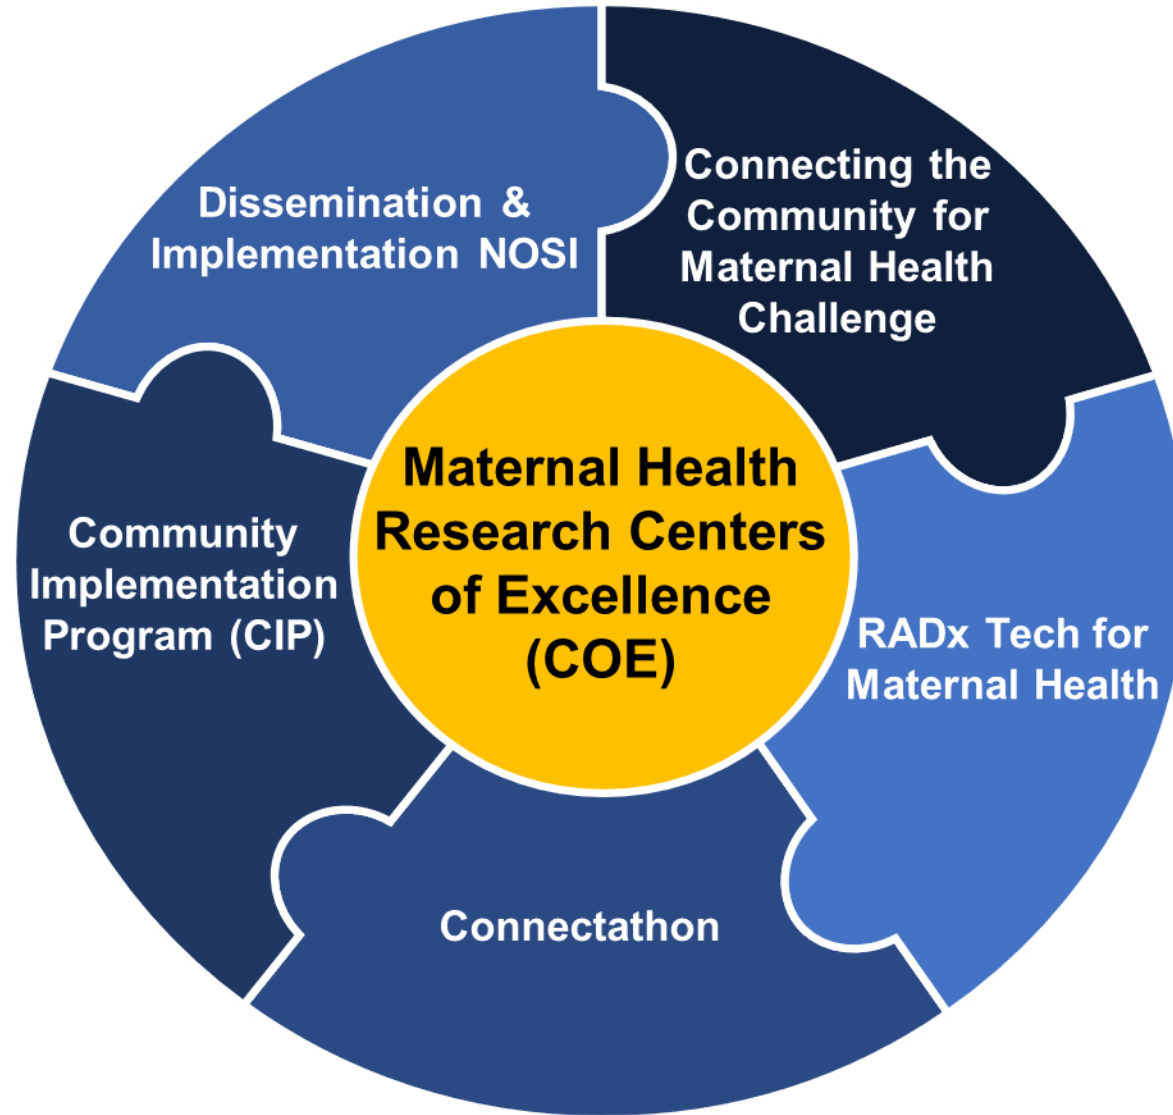 Dissemination &
Implementation NOSI
Connecting the
Community for
Maternal Health
Challenge
Maternal Health
Research Centers
of Excellence
(COE)
Community
Implementation
Program (CIP)
RADx Tech for
Maternal Health
Connectathon